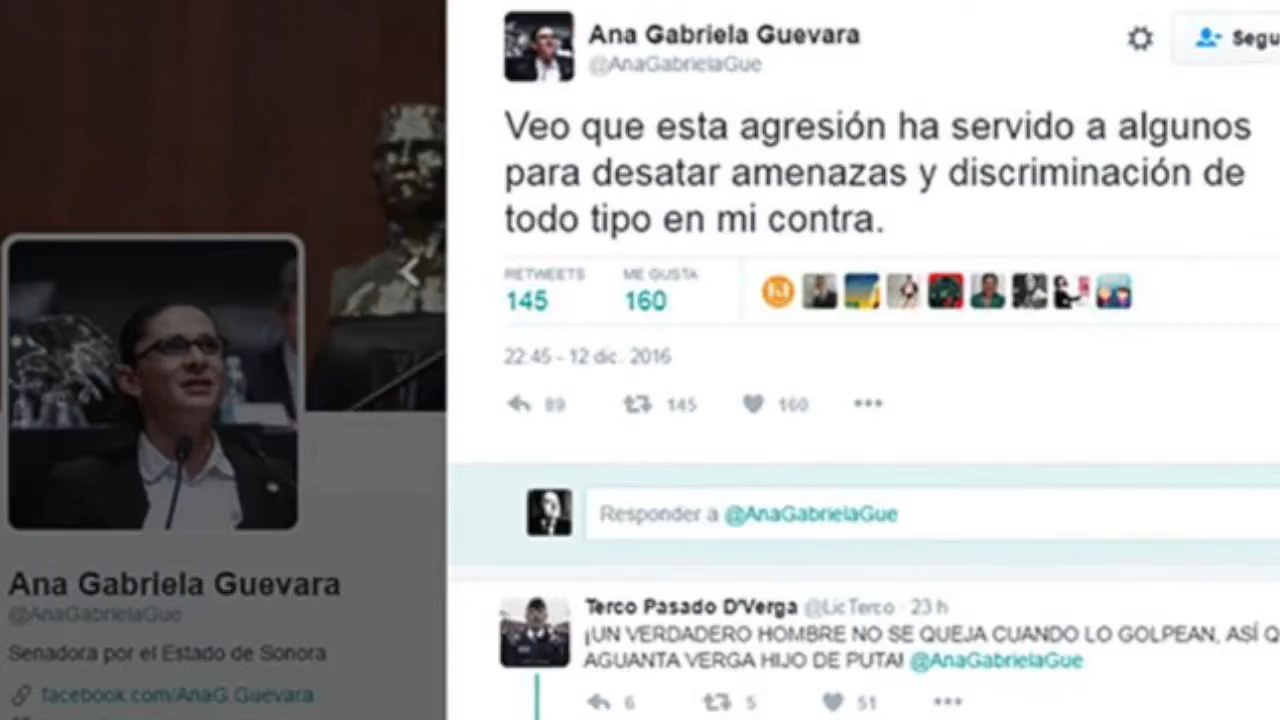 Ana Gabriela Guevara
@AnaGabrielaGue
Segu
Veo que esta agresión ha servido a algunos
para desatar amenazas y discriminación de
todo tipo en mi contra.
RETWEETS
145
ME GUSTA
160
22:45 - 12 dic. 2016
89 145 160
Responder a @AnaGabrielaGue
Ana Gabriela Guevara
@AnaGabrielaGue
Senadora por el Estado de Sonora
facebook.com/AnaG.Guevara
Terco Pasado D'Verga @LicTerco · 23 h
¡UN VERDADERO HOMBRE NO SE QUEJA CUANDO LO GOLPEAN, ASÍ Q
AGUANTA VERGA HIJO DE PUTA! @AnaGabrielaGue
6 5 51